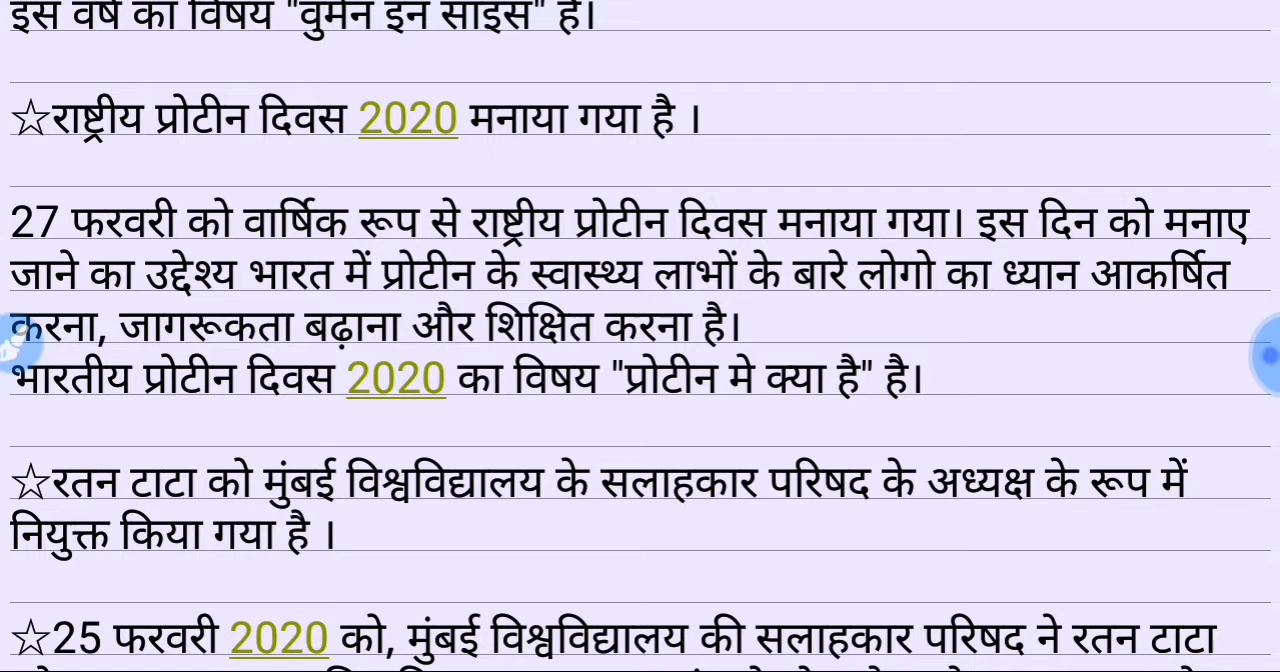 इस वर्ष का विषय "वुमेन इन साइंस" है।
☆राष्ट्रीय प्रोटीन दिवस 2020 मनाया गया है ।
27 फरवरी को वार्षिक रूप से राष्ट्रीय प्रोटीन दिवस मनाया गया। इस दिन को मनाए
जाने का उद्देश्य भारत में प्रोटीन के स्वास्थ्य लाभों के बारे लोगो का ध्यान आकर्षित
करना, जागरूकता बढ़ाना और शिक्षित करना है।
भारतीय प्रोटीन दिवस 2020 का विषय "प्रोटीन मे क्या है" है।
☆रतन टाटा को मुंबई विश्वविद्यालय के सलाहकार परिषद के अध्यक्ष के रूप में
नियुक्त किया गया है ।
☆25 फरवरी 2020 को, मुंबई विश्वविद्यालय की सलाहकार परिषद ने रतन टाटा